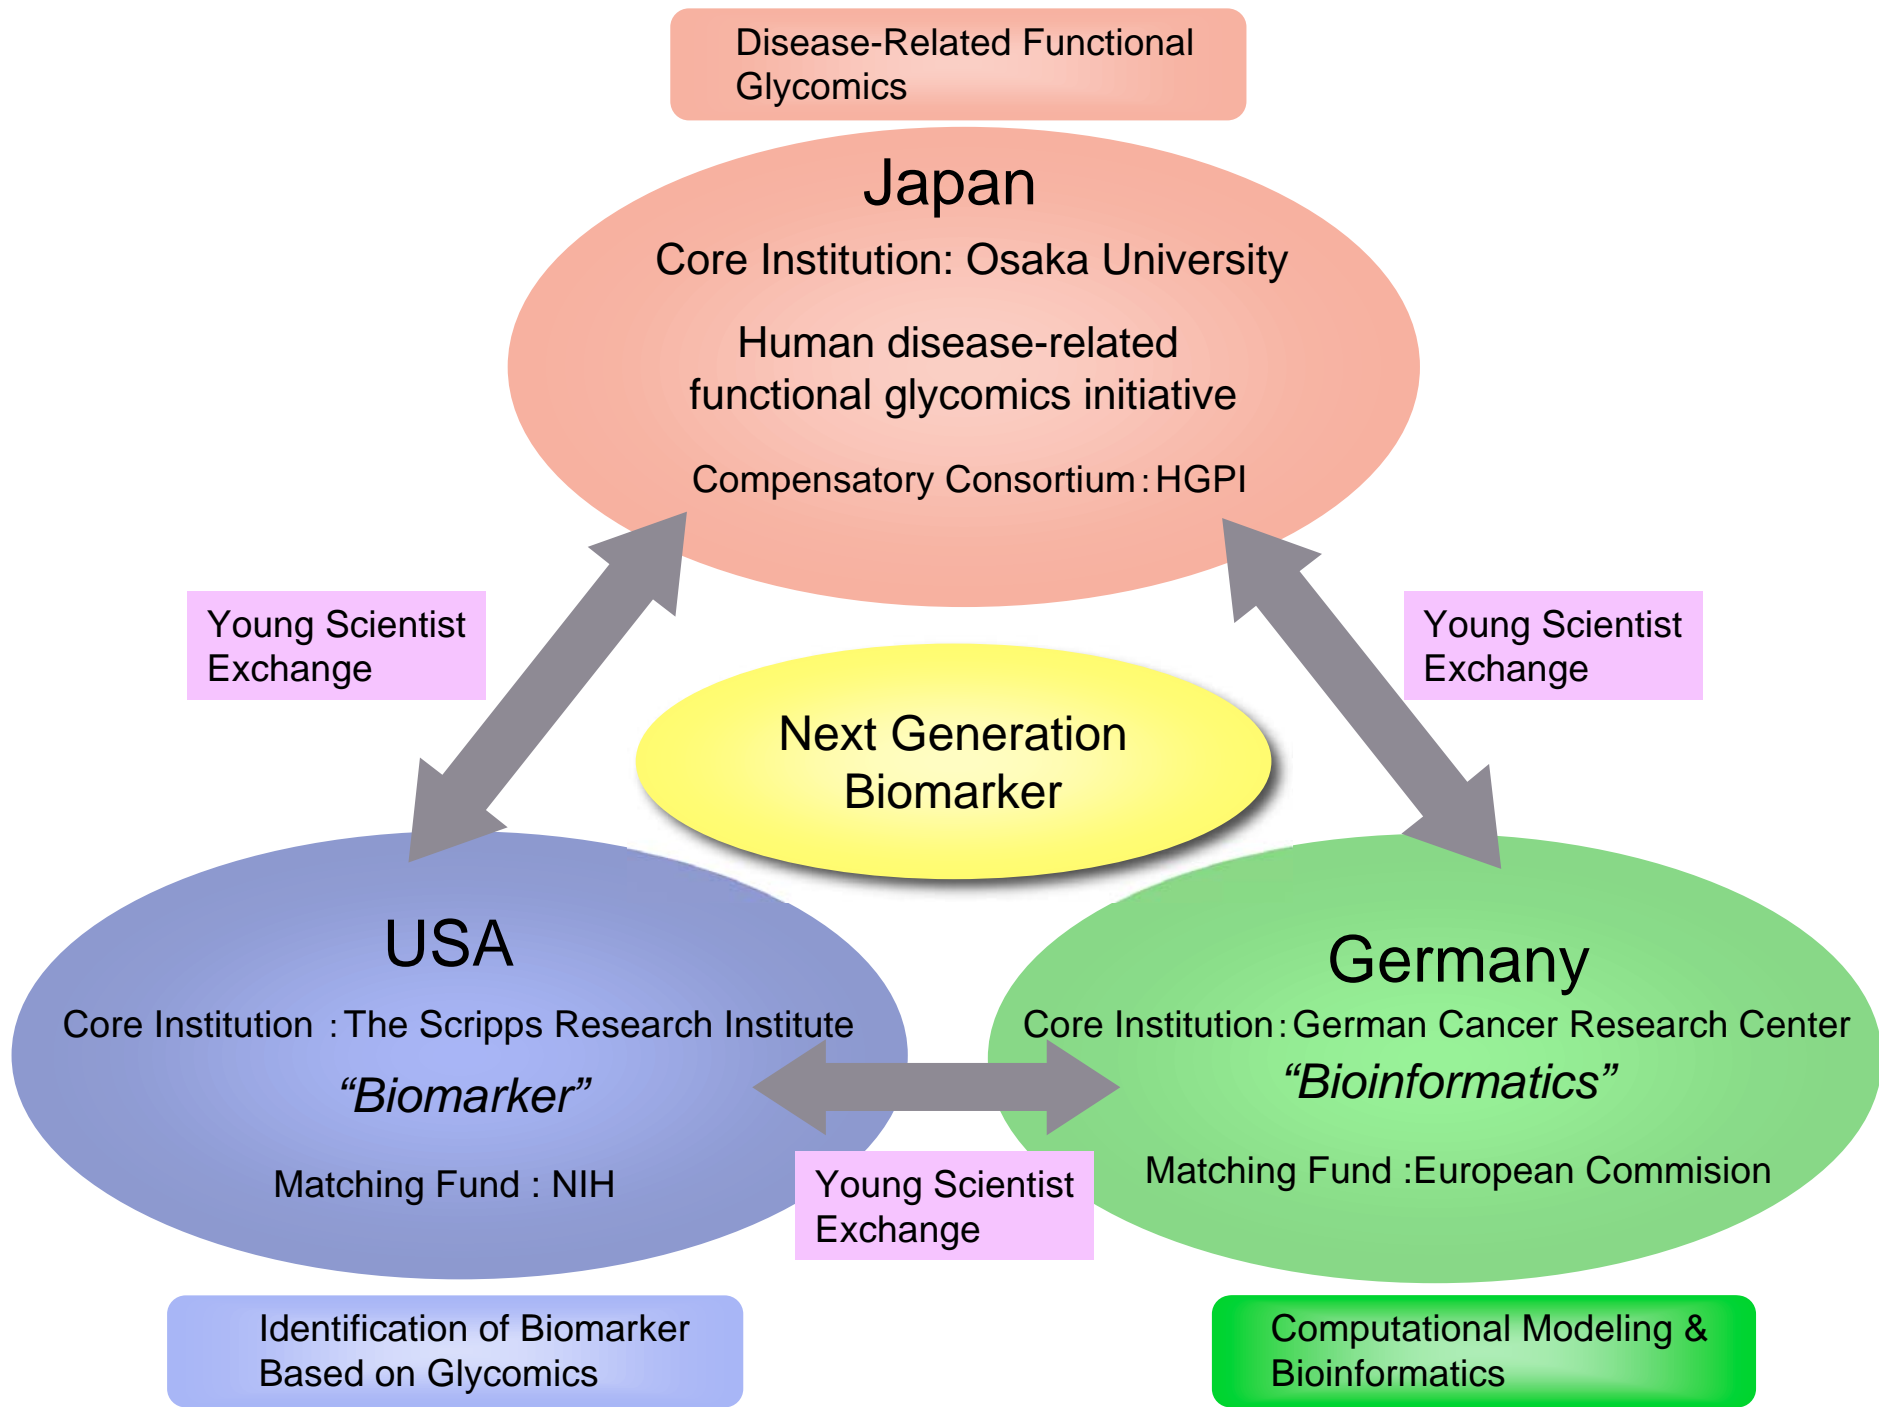 Disease-Related Functional
Glycomics
Japan
Core Institution: Osaka University
Human disease-related
functional glycomics initiative
Compensatory Consortium：HGPI
Young Scientist
Exchange
Young Scientist
Exchange
Next Generation
Biomarker
USA
Core Institution ：The Scripps Research Institute
“Biomarker”
Matching Fund : NIH
Germany
Core Institution：German Cancer Research Center
“Bioinformatics”
Matching Fund :European Commision
Young Scientist
Exchange
Identification of Biomarker
Based on Glycomics
Computational Modeling &
Bioinformatics